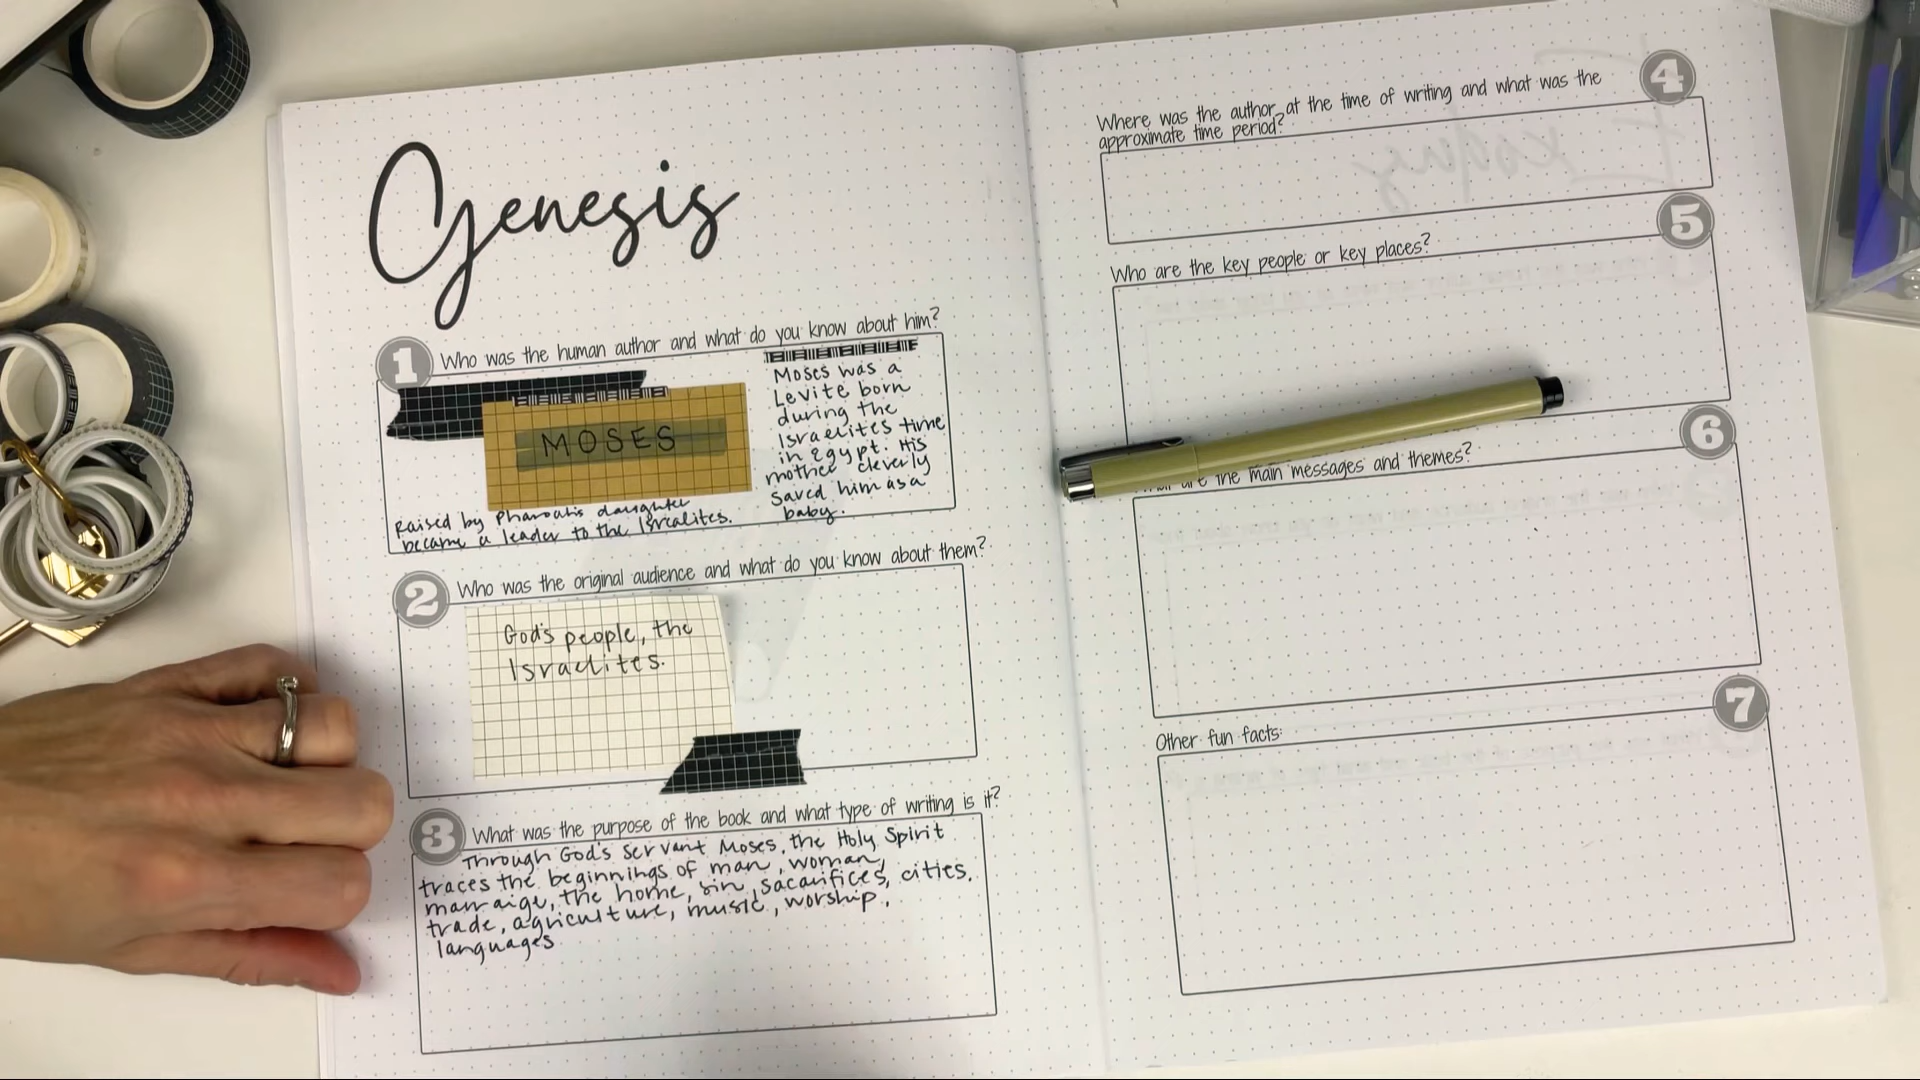 Genesis
1 Who was the human author and what do you know about him?
MOSES
Moses was a
Levite born
during the
Israelites time
in Egypt. His
mother cleverly
saved him as a
baby.
Raised by Pharoah's daughter
became a leader to the Isrealites.
2 Who was the original audience and what do you know about them?
God's people, the
Israelites.
3 What was the purpose of the book and what type of writing is it?
Through God's servant Moses, the Holy Spirit
traces the beginnings of man, woman,
marraige, the home, sin, sacarifices, cities,
trade, agriculture, music, worship,
languages
4
Where was the author at the time of writing and what was the
approximate time period?
5
Who are the key people or key places?
6
are the main messages and themes?
7
Other fun facts:
Exodus